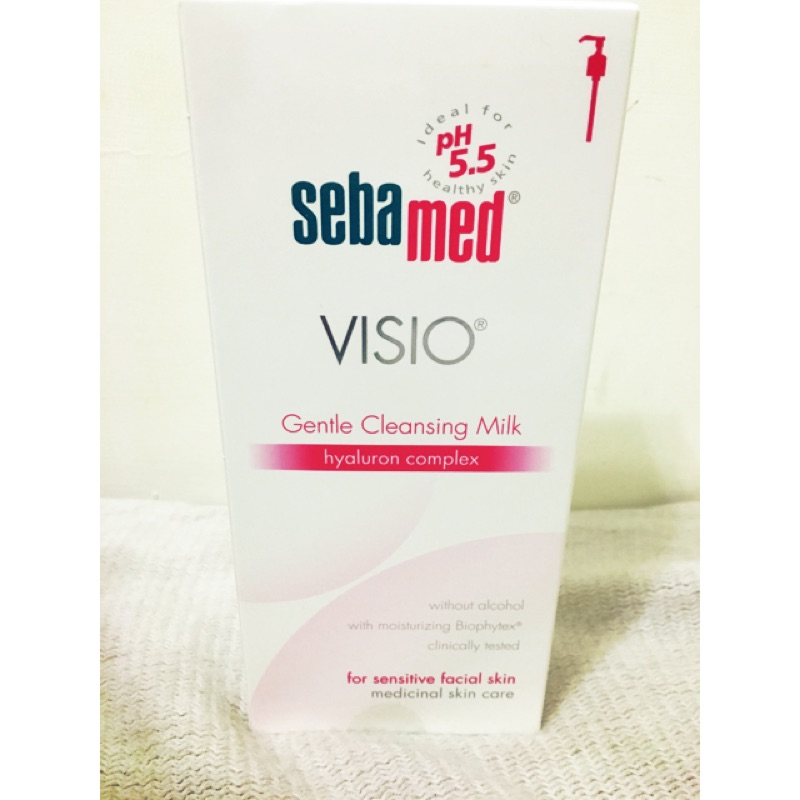 ideal for
pH
5.5
healthy skin
sebamed®
VISIO®
Gentle Cleansing Milk
hyaluron complex
without alcohol
with moisturizing Biophytex®
clinically tested
for sensitive facial skin
medicinal skin care